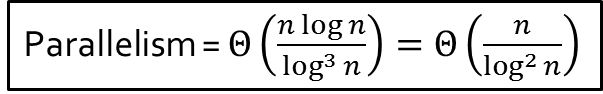 Parallelism = Θ(n log n / log³ n) = Θ(n / log² n)